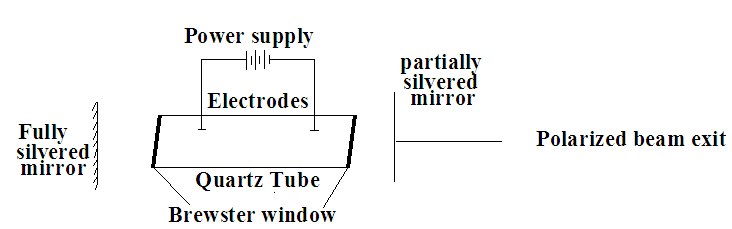 Power supply
partially
silvered
mirror
Electrodes
Fully
silvered
mirror
Polarized beam exit
Quartz Tube
Brewster window